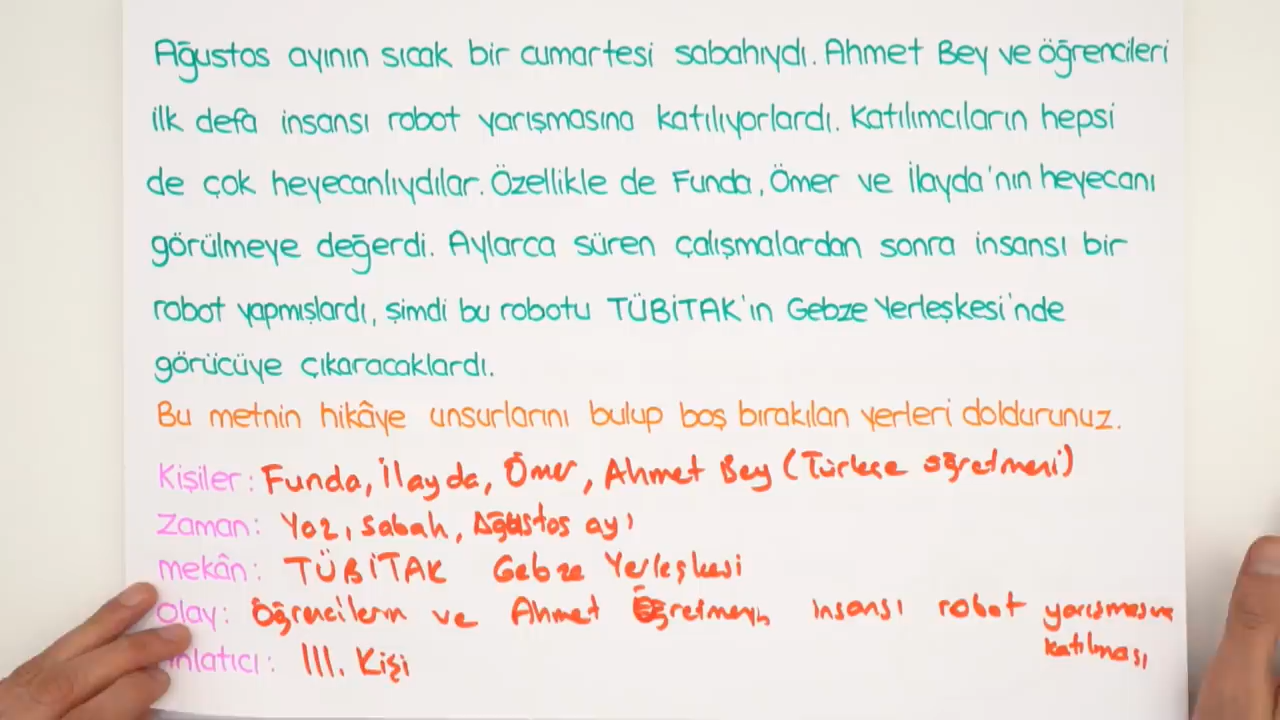 Ağustos ayının sıcak bir cumartesi sabahıydı. Ahmet Bey ve öğrencileri
ilk defa insansı robot yarışmasına katılıyorlardı. Katılımcıların hepsi
de çok heyecanlıydılar. Özellikle de Funda, Ömer ve İlayda'nın heyecanı
görülmeye değerdi. Aylarca süren çalışmalardan sonra insansı bir
robot yapmışlardı, şimdi bu robotu TÜBİTAK'ın Gebze Yerleşkesi'nde
görücüye çıkaracaklardı.
Bu metnin hikâye unsurlarını bulup boş bırakılan yerleri doldurunuz.
Kişiler: Funda, İlayda, Ömer, Ahmet Bey (Türkçe öğretmeni)
Zaman: Yaz, sabah, Ağustos ayı
mekân: TÜBİTAK Gebze Yerleşkesi
Olay: Öğrencilerin ve Ahmet Öğretmenin insansı robot yarışmasına
katılması
nlatıcı: III. Kişi